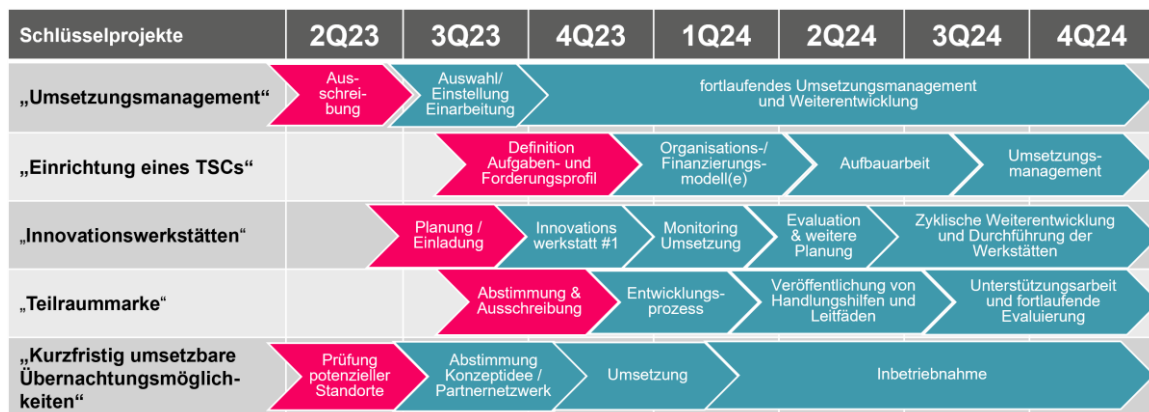 Schlüsselprojekte 2Q23 3Q23 4Q23 1Q24 2Q24 3Q24 4Q24
„Umsetzungsmanagement“
Aus-
schrei-
bung
Auswahl/
Einstellung
Einarbeitung
fortlaufendes Umsetzungsmanagement
und Weiterentwicklung
„Einrichtung eines TSCs“
Definition
Aufgaben- und
Forderungsprofil
Organisations-/
Finanzierungs-
modell(e)
Aufbauarbeit
Umsetzungs-
management
„Innovationswerkstätten“
Planung /
Einladung
Innovations
werkstatt #1
Monitoring
Umsetzung
Evaluation
& weitere
Planung
Zyklische Weiterentwicklung
und Durchführung der
Werkstätten
„Teilraummarke“
Abstimmung &
Ausschreibung
Entwicklungs-
prozess
Veröffentlichung von
Handlungshilfen und
Leitfäden
Unterstützungsarbeit
und fortlaufende
Evaluierung
„Kurzfristig umsetzbare
Übernachtungsmöglich-
keiten“
Prüfung
potenzieller
Standorte
Abstimmung
Konzeptidee /
Partnernetzwerk
Umsetzung
Inbetriebnahme